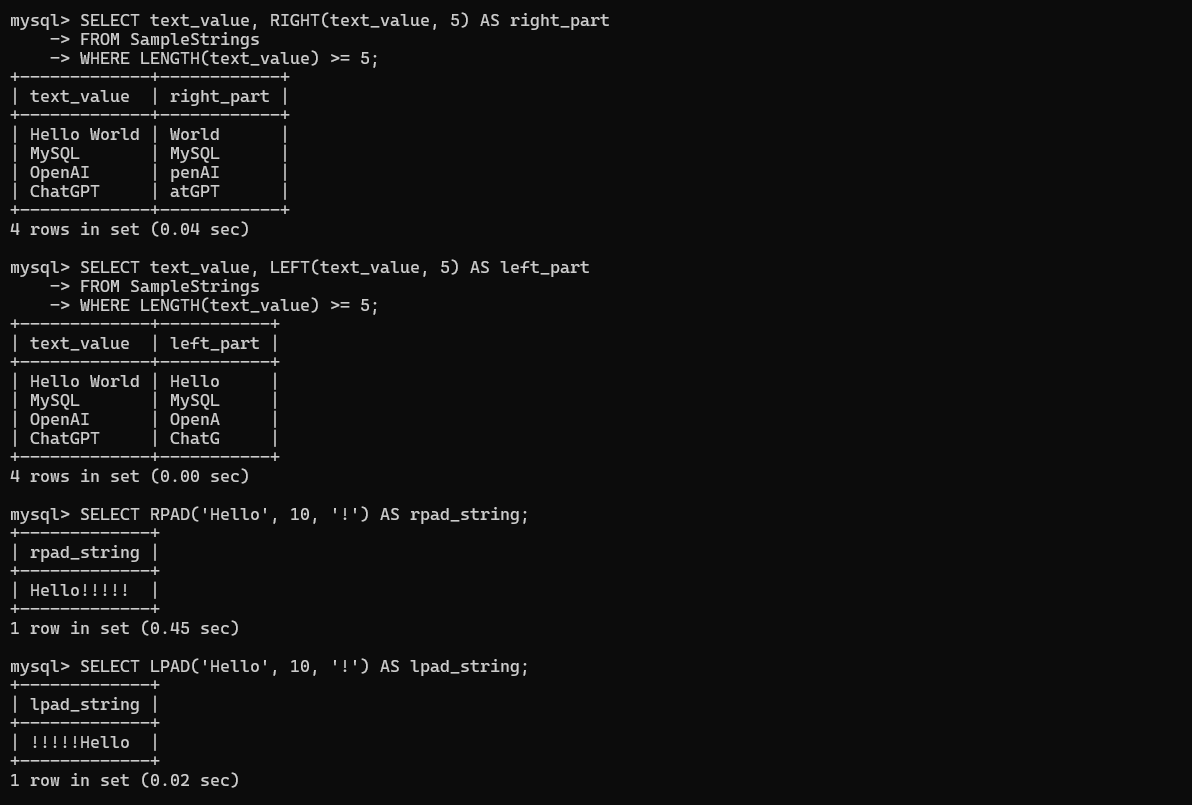 mysql> SELECT text_value, RIGHT(text_value, 5) AS right_part
    -> FROM SampleStrings
    -> WHERE LENGTH(text_value) >= 5;
+-------------+------------+
| text_value  | right_part |
+-------------+------------+
| Hello World | World      |
| MySQL       | MySQL      |
| OpenAI      | penAI      |
| ChatGPT     | atGPT      |
+-------------+------------+
4 rows in set (0.04 sec)

mysql> SELECT text_value, LEFT(text_value, 5) AS left_part
    -> FROM SampleStrings
    -> WHERE LENGTH(text_value) >= 5;
+-------------+-----------+
| text_value  | left_part |
+-------------+-----------+
| Hello World | Hello     |
| MySQL       | MySQL     |
| OpenAI      | OpenA     |
| ChatGPT     | ChatG     |
+-------------+-----------+
4 rows in set (0.00 sec)

mysql> SELECT RPAD('Hello', 10, '!') AS rpad_string;
+-------------+
| rpad_string |
+-------------+
| Hello!!!!!  |
+-------------+
1 row in set (0.45 sec)

mysql> SELECT LPAD('Hello', 10, '!') AS lpad_string;
+-------------+
| lpad_string |
+-------------+
| !!!!!Hello  |
+-------------+
1 row in set (0.02 sec)